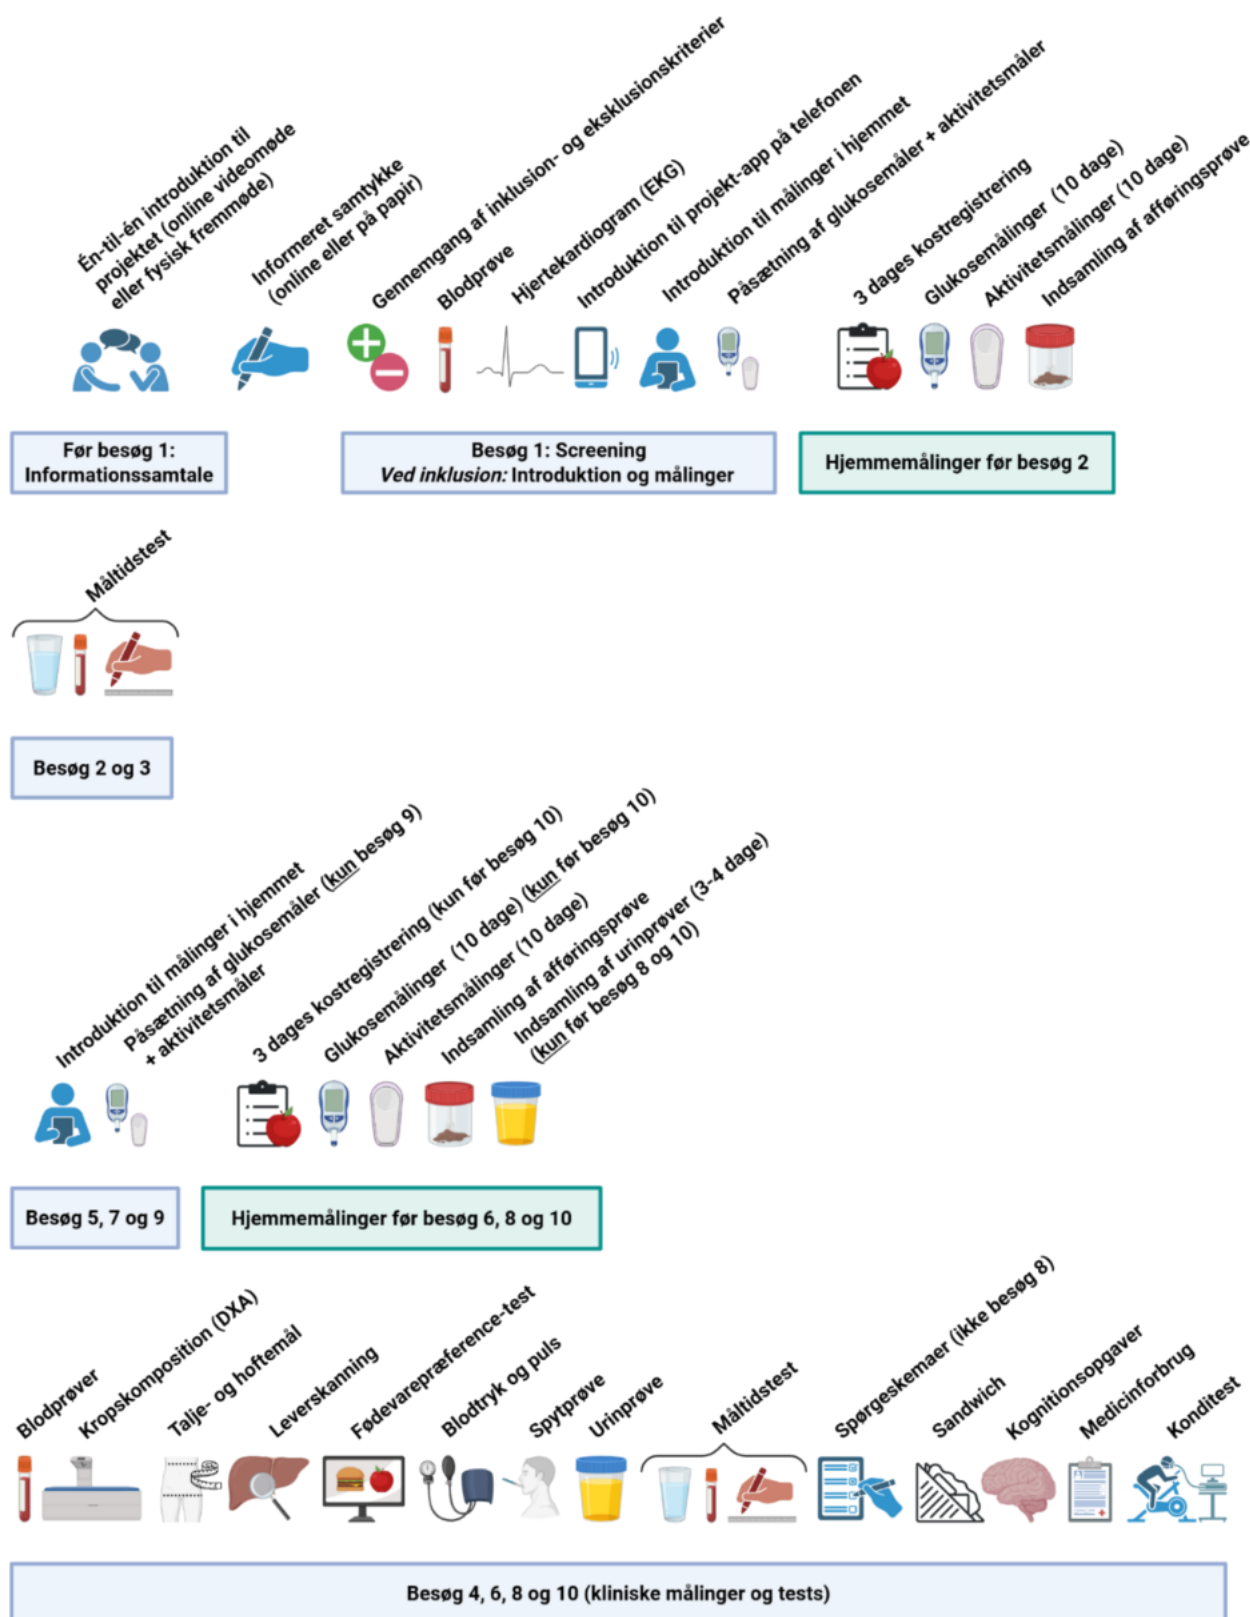 Én-til-én introduktion til
projektet (online videomøde
eller fysisk fremmøde)
Informeret samtykke
(online eller på papir)
Gennemgang af inklusion- og eksklusionskriterier
Blodprøve
Hjertekardiogram (EKG)
Introduktion til projekt-app på telefonen
Introduktion til målinger i hjemmet
Påsætning af glukosemåler + aktivitetsmåler
3 dages kostregistrering
Glukosemålinger (10 dage)
Aktivitetsmålinger (10 dage)
Indsamling af afføringsprøve
Før besøg 1:
Informationssamtale
Besøg 1: Screening
Ved inklusion: Introduktion og målinger
Hjemmemålinger før besøg 2
Måltidstest
Besøg 2 og 3
Introduktion til målinger i hjemmet
Påsætning af glukosemåler (kun besøg 9)
+ aktivitetsmåler
3 dages kostregistrering (kun før besøg 10)
Glukosemålinger (10 dage) (kun før besøg 10)
Aktivitetsmålinger (10 dage)
Indsamling af afføringsprøve
Indsamling af urinprøver (3-4 dage)
(kun før besøg 8 og 10)
Besøg 5, 7 og 9
Hjemmemålinger før besøg 6, 8 og 10
Blodprøver
Kropskomposition (DXA)
Talje- og hoftemål
Leverskanning
Fødevarepræference-test
Blodtryk og puls
Spytprøve
Urinprøve
Måltidstest
Spørgeskemaer (ikke besøg 8)
Sandwich
Kognitionsopgaver
Medicinforbrug
Konditest
Besøg 4, 6, 8 og 10 (kliniske målinger og tests)